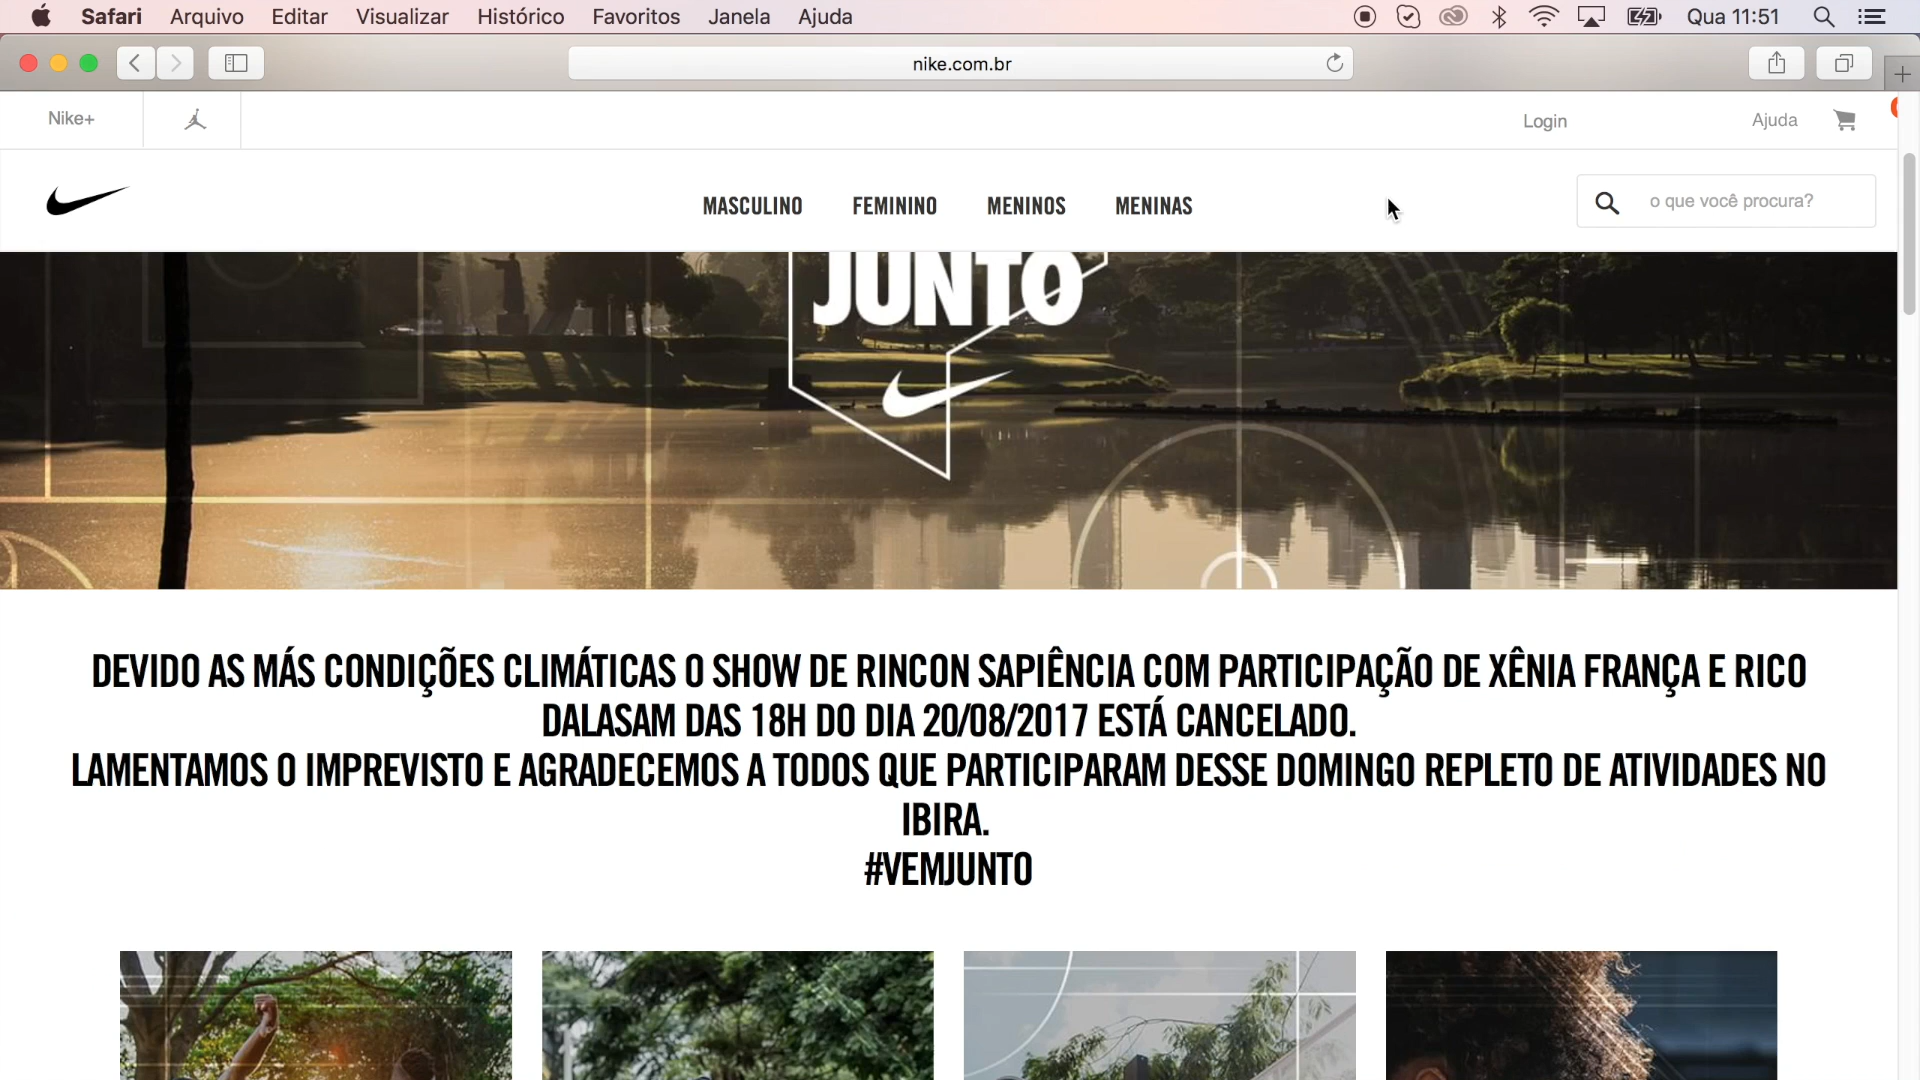 Safari Arquivo Editar Visualizar Histórico Favoritos Janela Ajuda Qua 11:51
nike.com.br
Nike+ Login Ajuda
MASCULINO FEMININO MENINOS MENINAS o que você procura?
JUNTO
DEVIDO AS MÁS CONDIÇÕES CLIMÁTICAS O SHOW DE RINCON SAPIÊNCIA COM PARTICIPAÇÃO DE XÊNIA FRANÇA E RICO
DALASAM DAS 18H DO DIA 20/08/2017 ESTÁ CANCELADO.
LAMENTAMOS O IMPREVISTO E AGRADECEMOS A TODOS QUE PARTICIPARAM DESSE DOMINGO REPLETO DE ATIVIDADES NO
IBIRA.
#VEMJUNTO